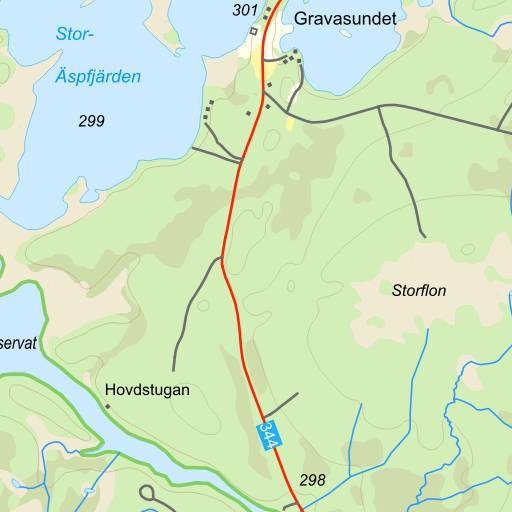 301
Gravasundet
Stor-
Äspfjärden
299
Storflon
servat
Hovdstugan
344
298